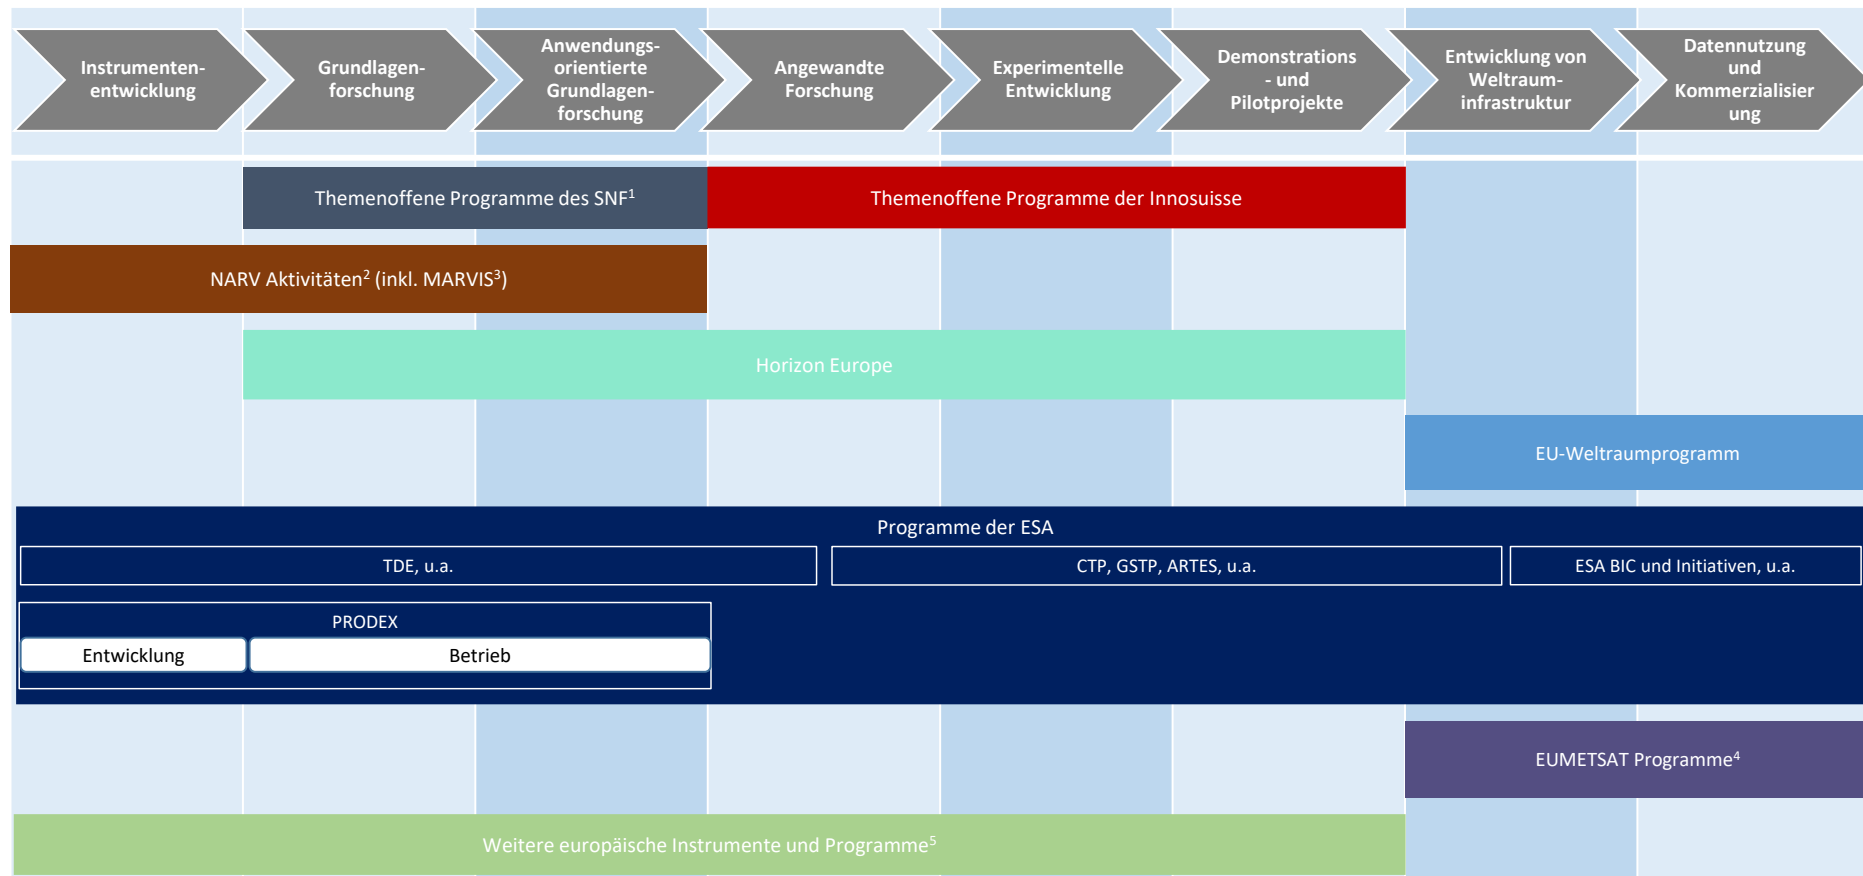 Instrumenten-
entwicklung
Grundlagen-
forschung
Anwendungs-
orientierte
Grundlagen-
forschung
Angewandte
Forschung
Experimentelle
Entwicklung
Demonstrations
- und
Pilotprojekte
Entwicklung von
Weltraum-
infrastruktur
Datennutzung
und
Kommerzialisier
ung
Themenoffene Programme des SNF¹
Themenoffene Programme der Innosuisse
NARV Aktivitäten² (inkl. MARVIS³)
Horizon Europe
EU-Weltraumprogramm
Programme der ESA
TDE, u.a.
CTP, GSTP, ARTES, u.a.
ESA BIC und Initiativen, u.a.
PRODEX
Entwicklung
Betrieb
EUMETSAT Programme⁴
Weitere europäische Instrumente und Programme⁵